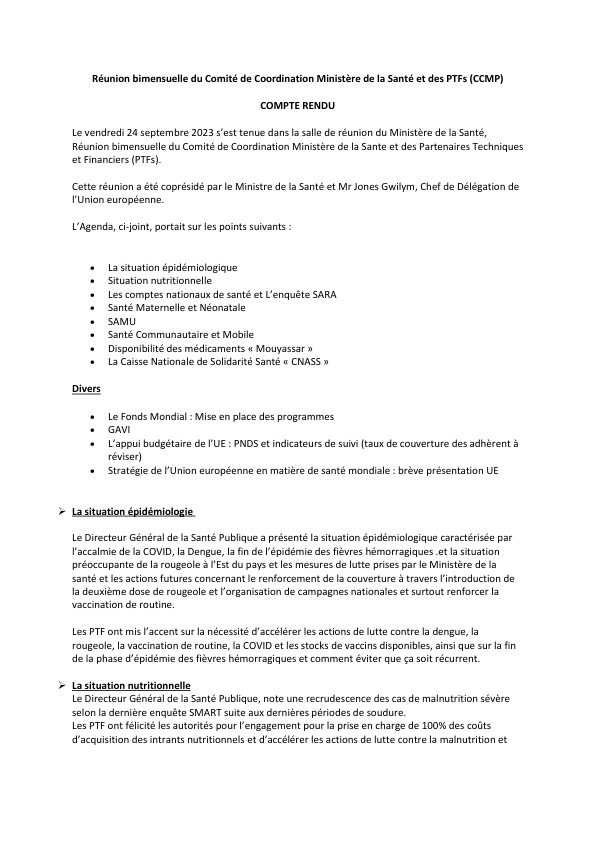 Réunion bimensuelle du Comité de Coordination Ministère de la Santé et des PTFs (CCMP)
COMPTE RENDU
Le vendredi 24 septembre 2023 s’est tenue dans la salle de réunion du Ministère de la Santé,
Réunion bimensuelle du Comité de Coordination Ministère de la Sante et des Partenaires Techniques
et Financiers (PTFs).
Cette réunion a été coprésidé par le Ministre de la Santé et Mr Jones Gwilym, Chef de Délégation de
l’Union européenne.
L’Agenda, ci-joint, portait sur les points suivants :
• La situation épidémiologique
• Situation nutritionnelle
• Les comptes nationaux de santé et L’enquête SARA
• Santé Maternelle et Néonatale
• SAMU
• Santé Communautaire et Mobile
• Disponibilité des médicaments « Mouyassar »
• La Caisse Nationale de Solidarité Santé « CNASS »
Divers
• Le Fonds Mondial : Mise en place des programmes
• GAVI
• L’appui budgétaire de l’UE : PNDS et indicateurs de suivi (taux de couverture des adhèrent à
réviser)
• Stratégie de l’Union européenne en matière de santé mondiale : brève présentation UE
➢ La situation épidémiologie
Le Directeur Général de la Santé Publique a présenté la situation épidémiologique caractérisée par
l’accalmie de la COVID, la Dengue, la fin de l’épidémie des fièvres hémorragiques .et la situation
préoccupante de la rougeole à l’Est du pays et les mesures de lutte prises par le Ministère de la
santé et les actions futures concernant le renforcement de la couverture à travers l’introduction de
la deuxième dose de rougeole et l’organisation de campagnes nationales et surtout renforcer la
vaccination de routine.
Les PTF ont mis l’accent sur la nécessité d’accélérer les actions de lutte contre la dengue, la
rougeole, la vaccination de routine, la COVID et les stocks de vaccins disponibles, ainsi que sur la fin
de la phase d’épidémie des fièvres hémorragiques et comment éviter que ça soit récurrent.
➢ La situation nutritionnelle
Le Directeur Général de la Santé Publique, note une recrudescence des cas de malnutrition sévère
selon la dernière enquête SMART suite aux dernières périodes de soudure.
Les PTF ont félicité les autorités pour l’engagement pour la prise en charge de 100% des coûts
d’acquisition des intrants nutritionnels et d’accélérer les actions de lutte contre la malnutrition et